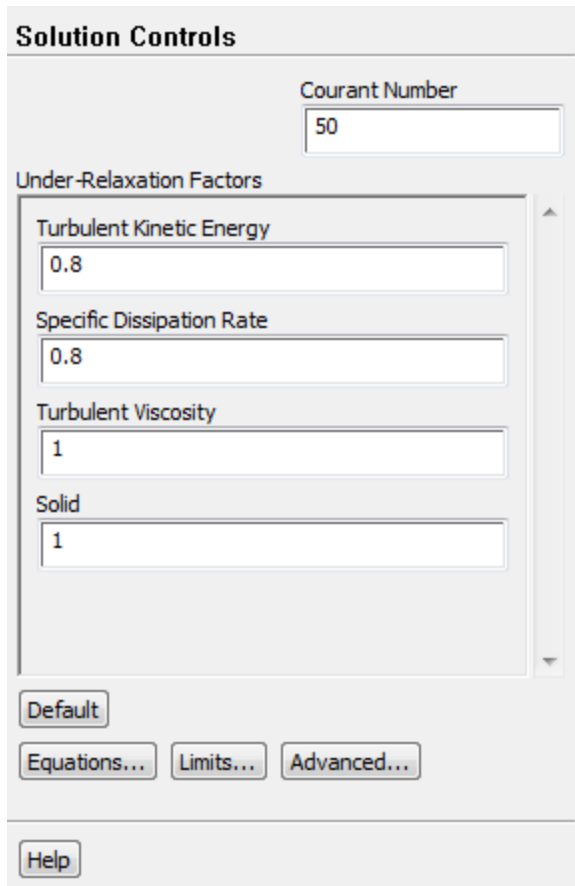 Solution Controls
Courant Number
50
Under-Relaxation Factors
Turbulent Kinetic Energy
0.8
Specific Dissipation Rate
0.8
Turbulent Viscosity
1
Solid
1
Default
Equations... Limits... Advanced...
Help